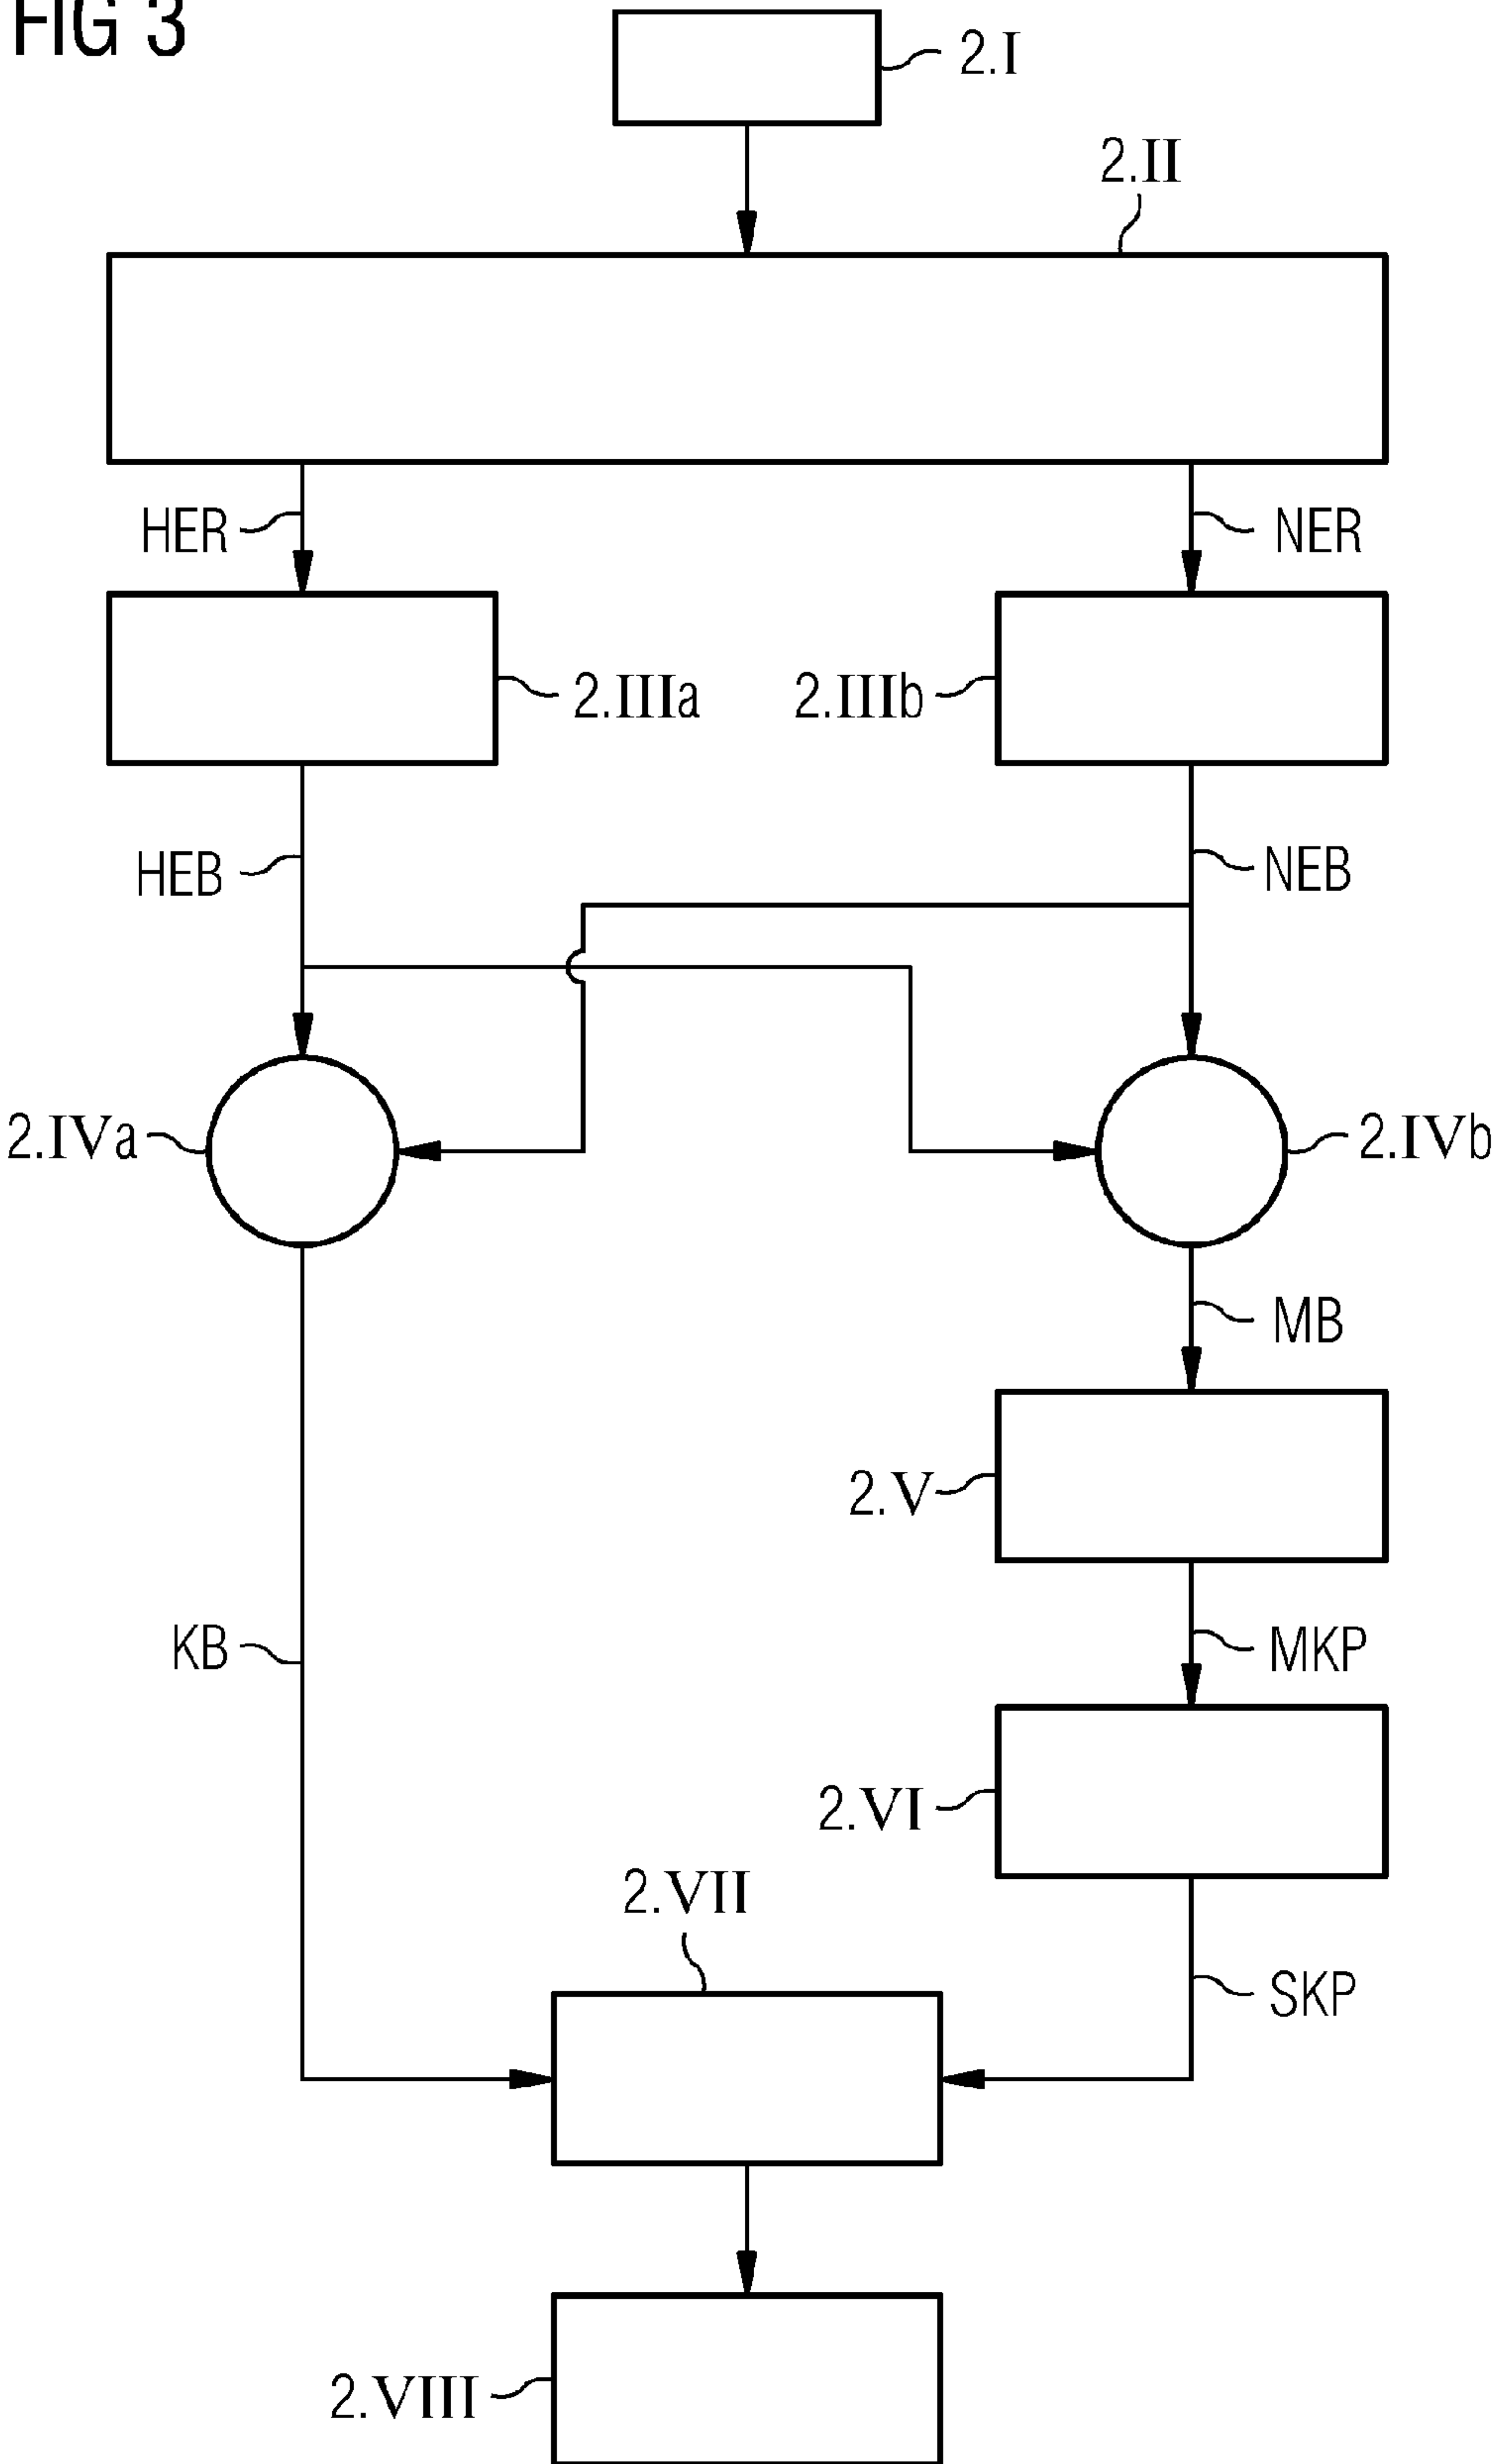 FIG 3
2.I
2.II
HER
NER
2.IIIa
2.IIIb
HEB
NEB
2.IVa
2.IVb
MB
2.V
KB
MKP
2.VI
2.VII
SKP
2.VIII